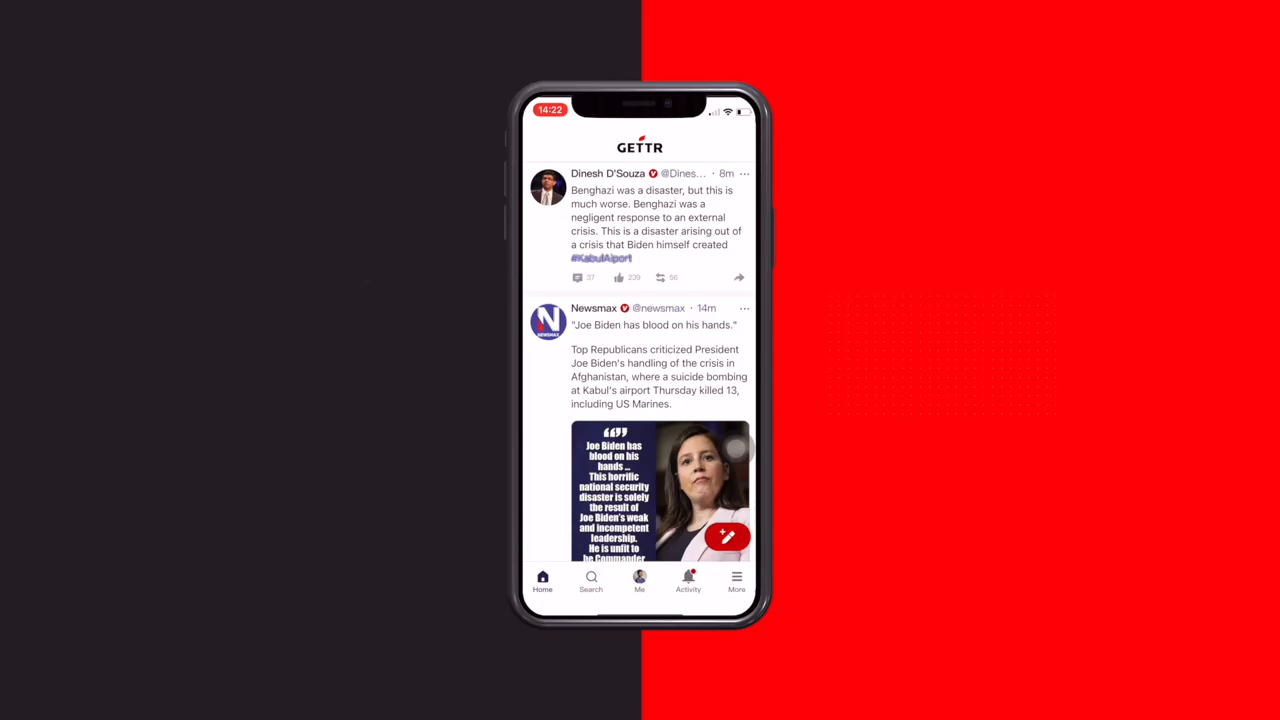 14:22
GETTR
Dinesh D'Souza @Dines... · 8m ...
Benghazi was a disaster, but this is
much worse. Benghazi was a
negligent response to an external
crisis. This is a disaster arising out of
a crisis that Biden himself created
#KabulAiport
37 239 56
Newsmax @newsmax · 14m ...
"Joe Biden has blood on his hands."
Top Republicans criticized President
Joe Biden's handling of the crisis in
Afghanistan, where a suicide bombing
at Kabul's airport Thursday killed 13,
including US Marines.
N
NEWSMAX
Joe Biden has
blood on his
hands ...
This horrific
national security
disaster is solely
the result of
Joe Biden's weak
and incompetent
leadership.
He is unfit to
be Commander
Home Search Me Activity More